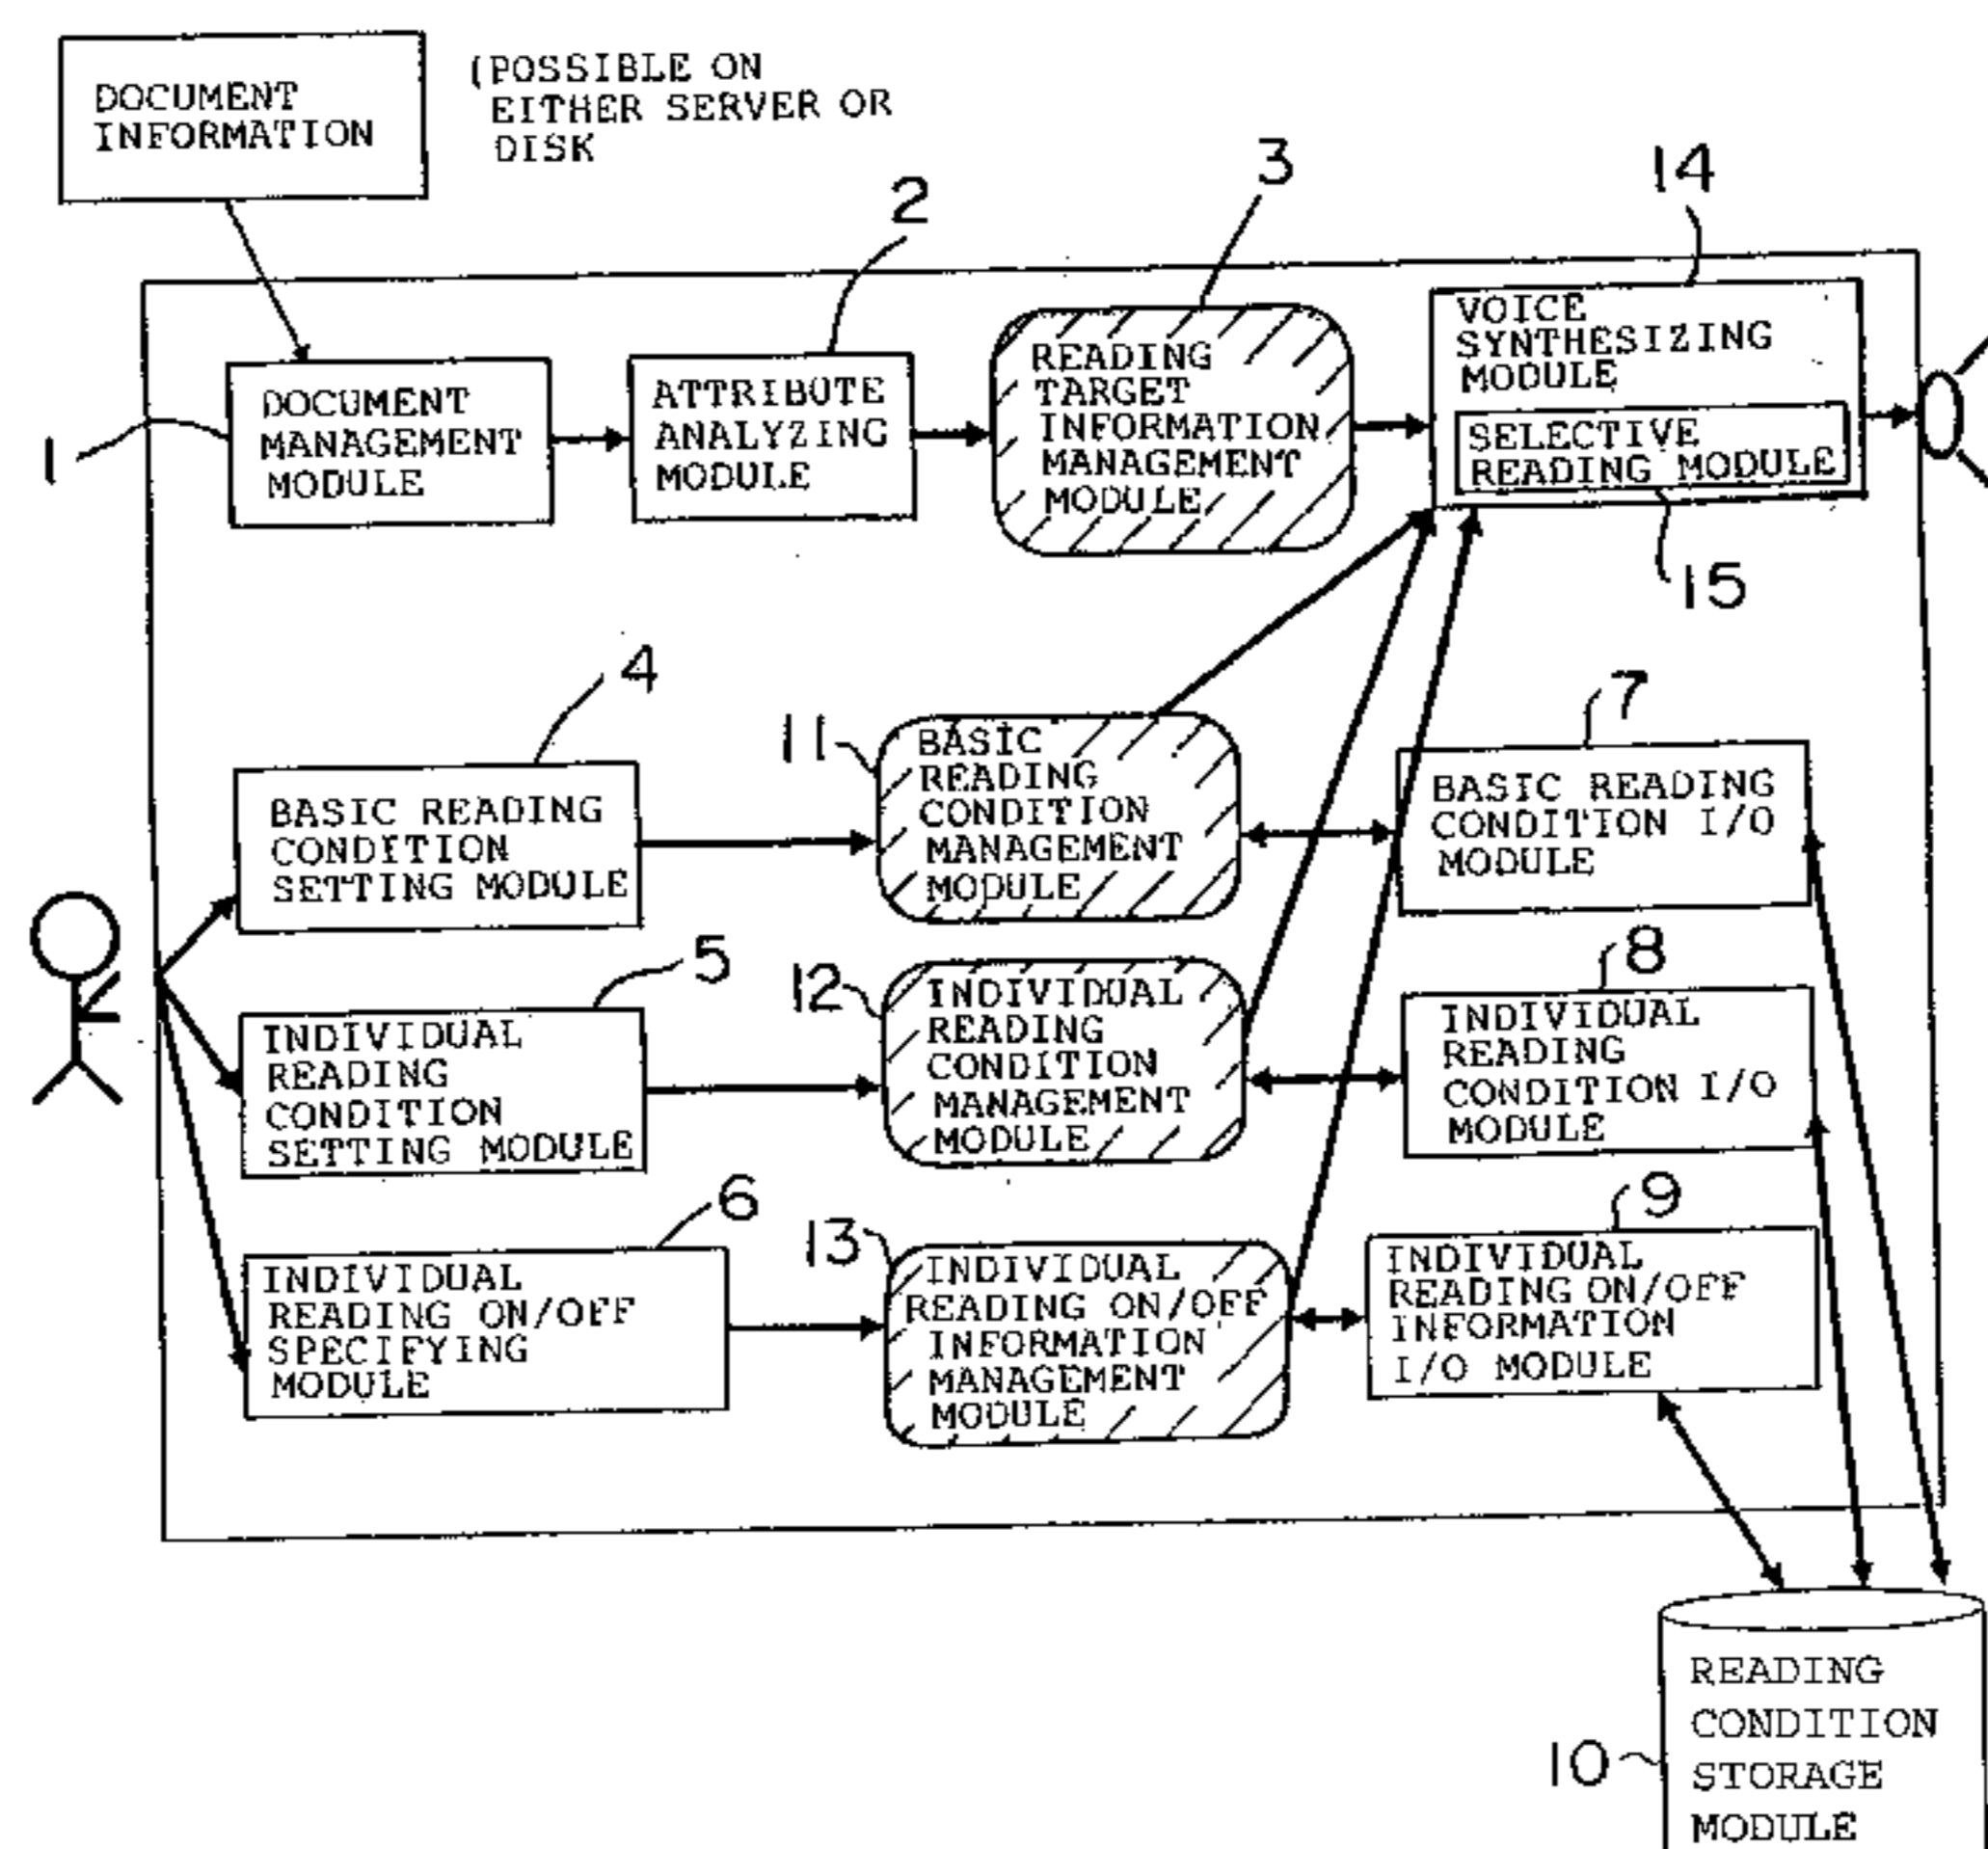 DOCUMENT
INFORMATION
(POSSIBLE ON
EITHER SERVER OR
DISK
2
3
14
1
DOCUMENT
MANAGEMENT
MODULE
ATTRIBUTE
ANALYZING
MODULE
READING
TARGET
INFORMATION
MANAGEMENT
MODULE
VOICE
SYNTHESIZING
MODULE
SELECTIVE
READING MODULE
15
4
11
7
BASIC READING
CONDITION
SETTING MODULE
BASIC
READING
CONDITION
MANAGEMENT
MODULE
BASIC READING
CONDITION I/O
MODULE
5
12
8
INDIVIDUAL
READING
CONDITION
SETTING MODULE
INDIVIDUAL
READING
CONDITION
MANAGEMENT
MODULE
INDIVIDUAL
READING
CONDITION I/O
MODULE
6
13
9
INDIVIDUAL
READING ON/OFF
SPECIFYING
MODULE
INDIVIDUAL
READING ON/OFF
INFORMATION
MANAGEMENT
MODULE
INDIVIDUAL
READING ON/OFF
INFORMATION
I/O MODULE
10
READING
CONDITION
STORAGE
MODULE